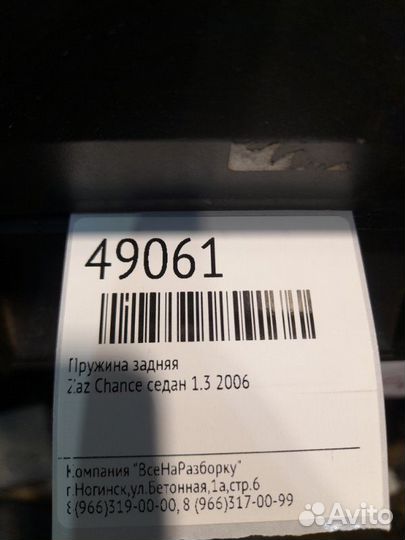 49061
Пружина задняя
Zaz Chance седан 1.3 2006
Компания "ВсеНаРазборку"
г.Ногинск,ул.Бетонная,1а,стр.6
8(966)319-00-00, 8 (966)317-00-99
Avito